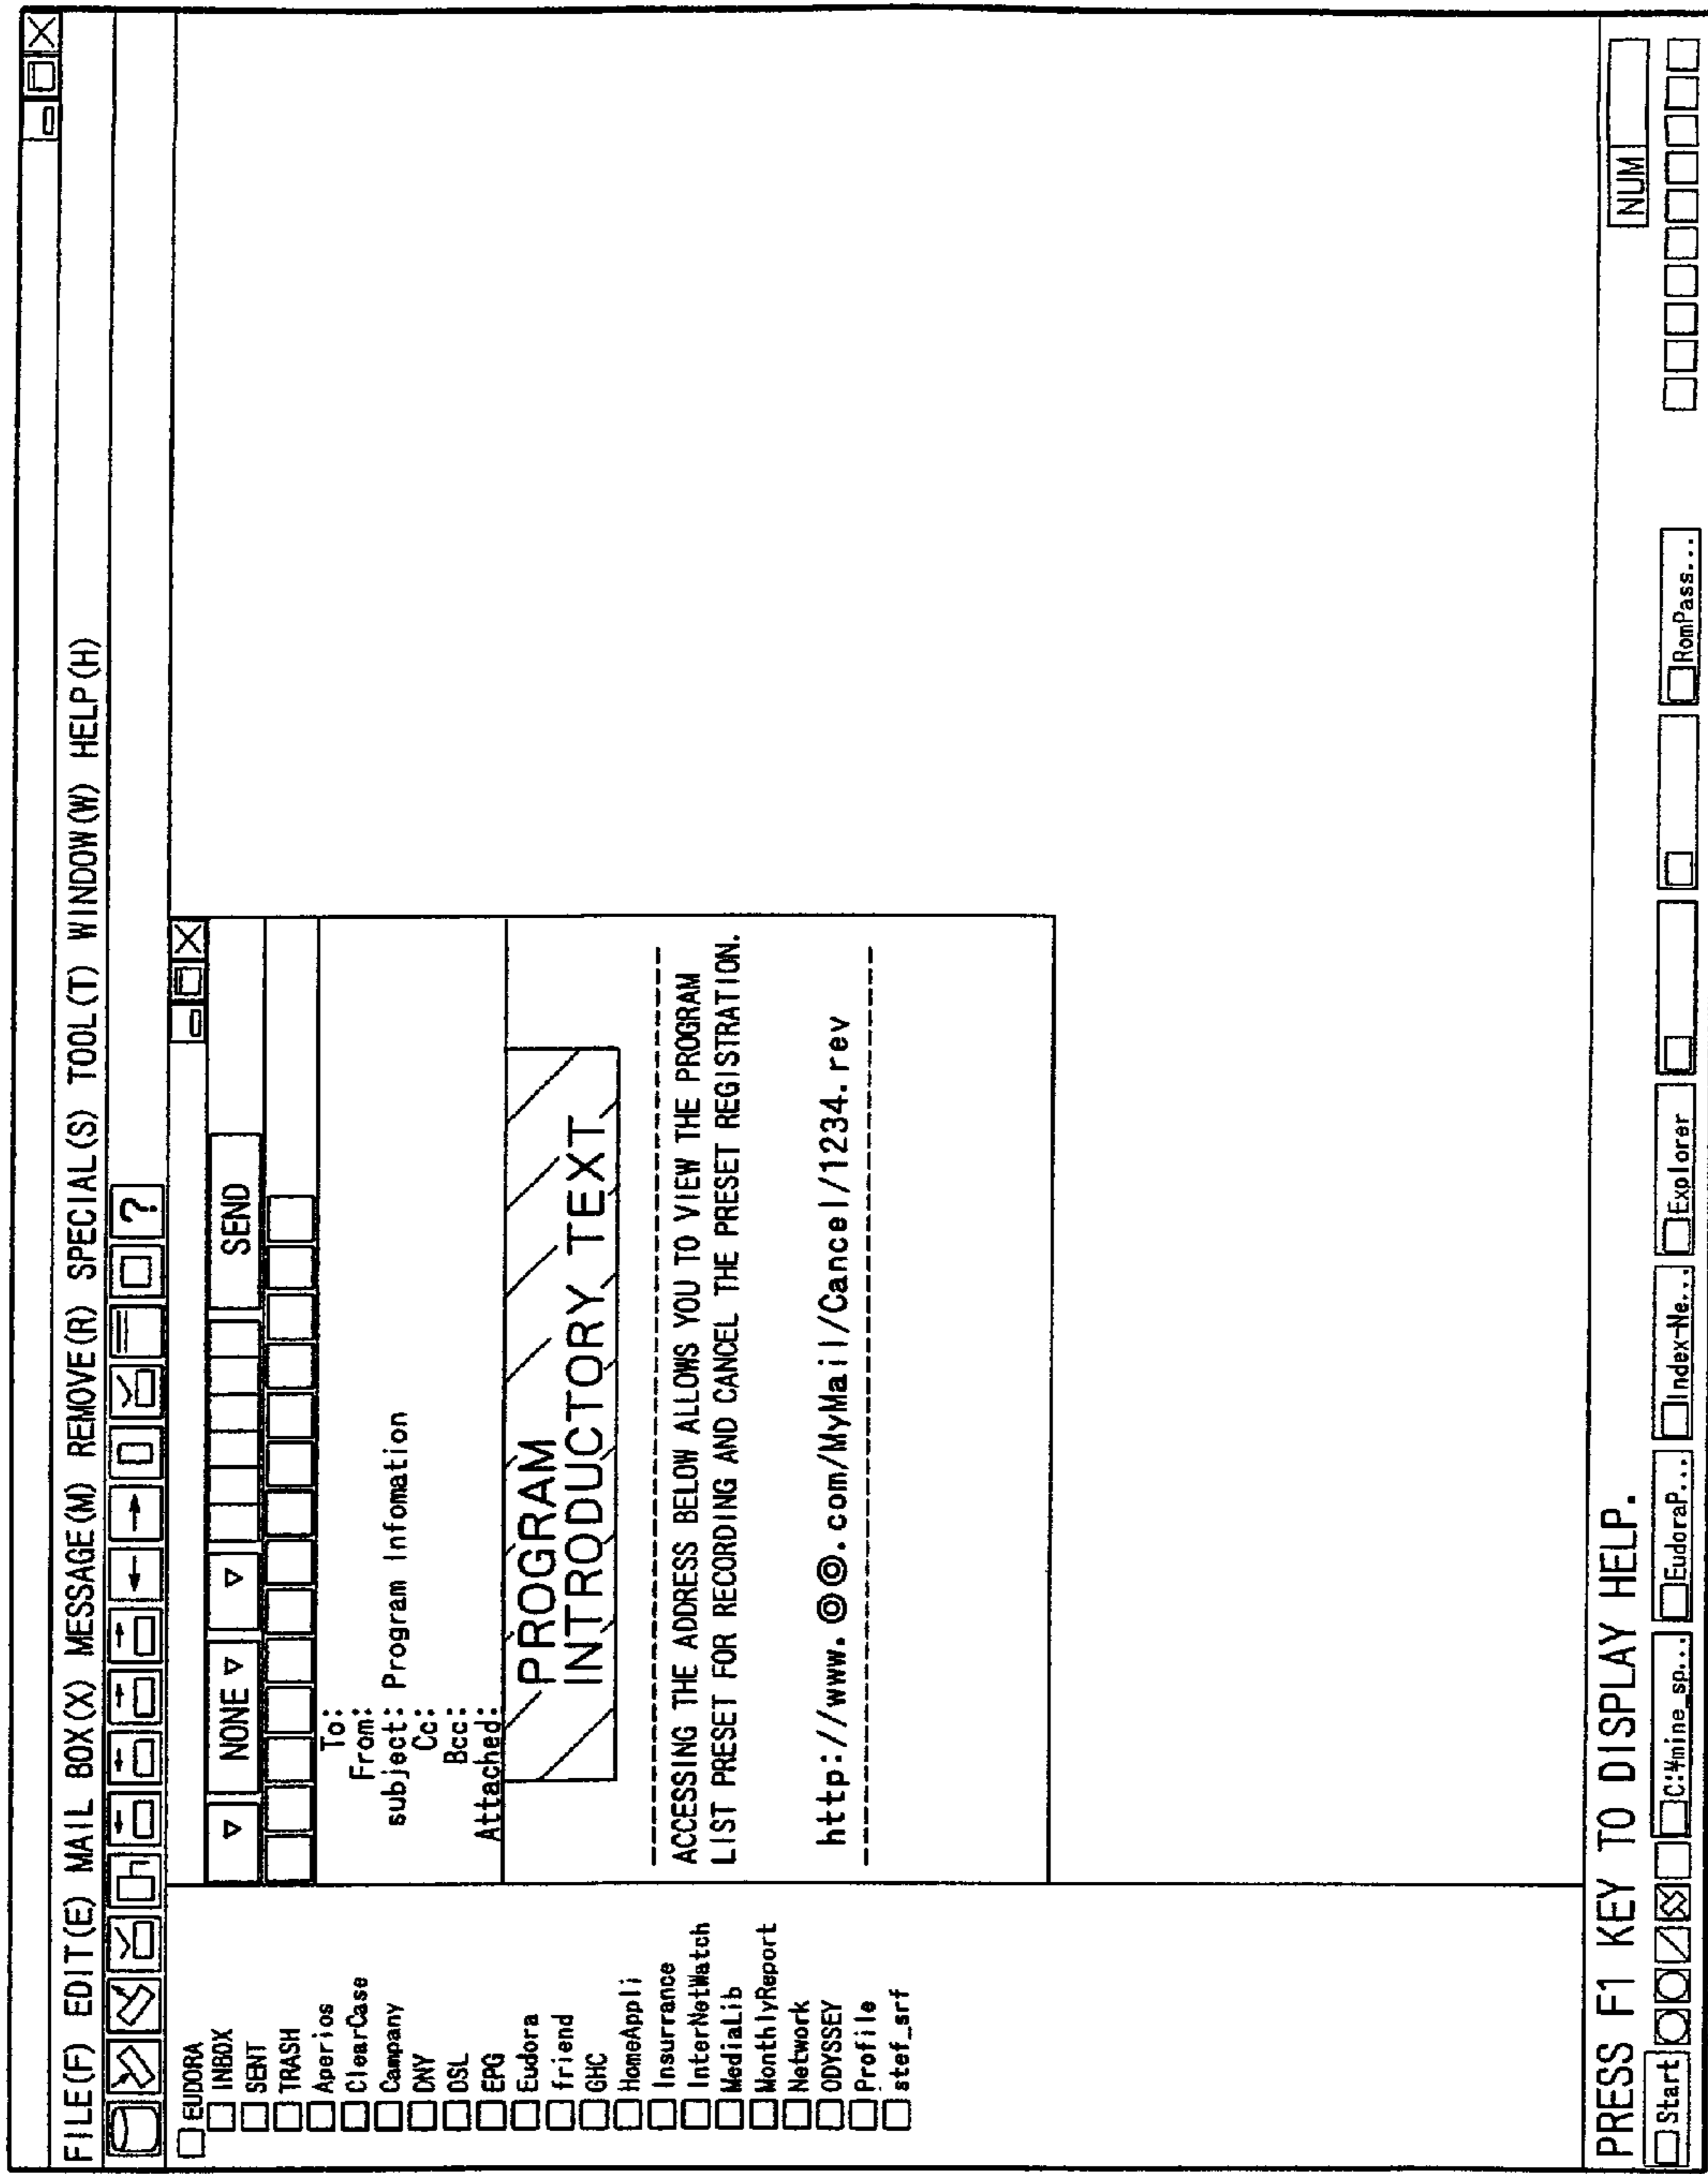 FILE(F) EDIT(E) MAIL BOX(X) MESSAGE(M) REMOVE(R) SPECIAL(S) TOOL(T) WINDOW(W) HELP(H)
?
EUDORA
INBOX
SENT
TRASH
Aperios
ClearCase
Campany
DNY
DSL
EPG
Eudora
friend
GHC
HomeAppli
Insurrance
InterNetWatch
MediaLib
MonthlyReport
Network
ODYSSEY
Profile
stef_srf
NONE SEND
To:
From:
subject: Program Infomation
Cc:
Bcc:
Attached:
PROGRAM
INTRODUCTORY TEXT
ACCESSING THE ADDRESS BELOW ALLOWS YOU TO VIEW THE PROGRAM
LIST PRESET FOR RECORDING AND CANCEL THE PRESET REGISTRATION.
http://www.◎◎.com/MyMail/Cancel/1234.rev
PRESS F1 KEY TO DISPLAY HELP.
NUM
Start C:¥mine_sp.. EudoraP... Index-Ne... Explorer RomPass...